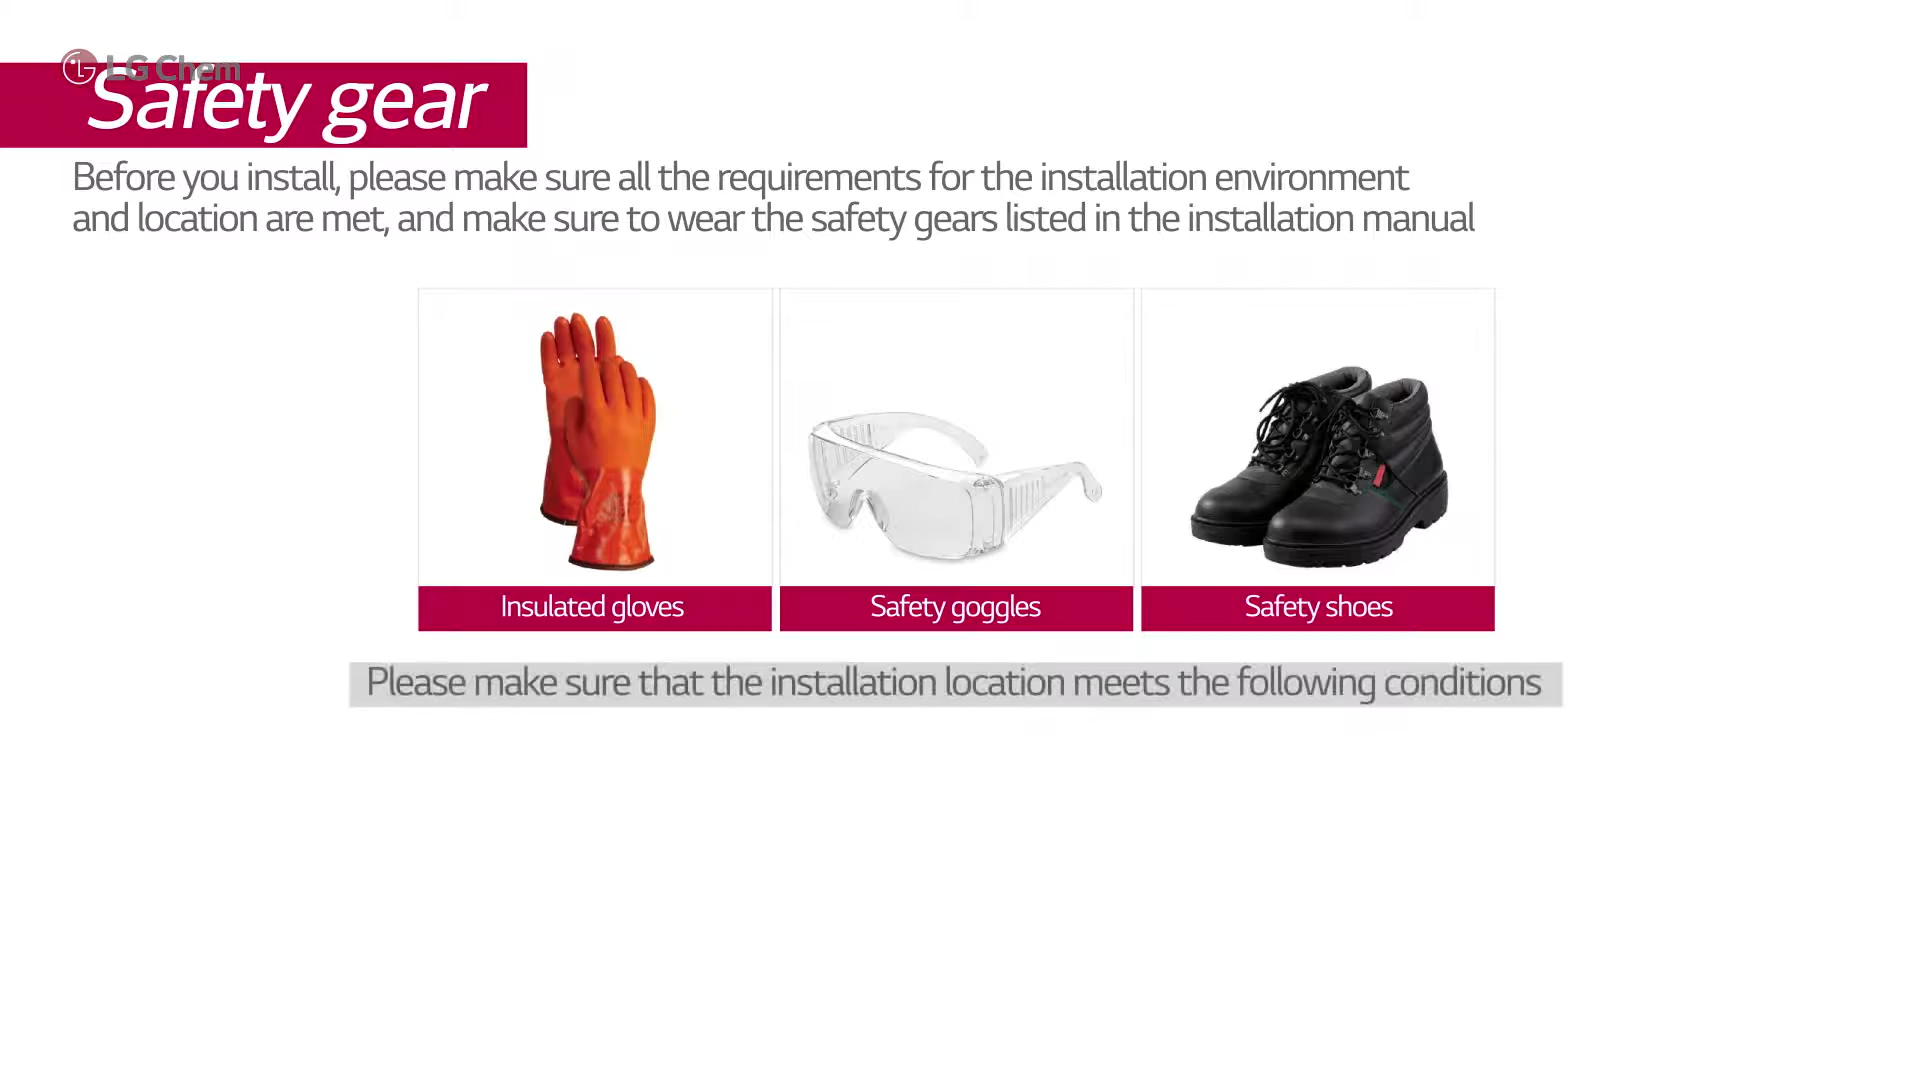 LG Chem
Safety gear
Before you install, please make sure all the requirements for the installation environment
and location are met, and make sure to wear the safety gears listed in the installation manual
Insulated gloves
Safety goggles
Safety shoes
Please make sure that the installation location meets the following conditions